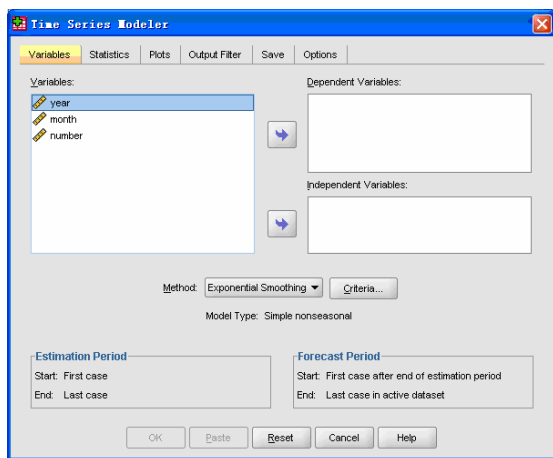 Time Series Modeler
Variables Statistics Plots Output Filter Save Options
Variables:
year
month
number
Dependent Variables:
Independent Variables:
Method: Exponential Smoothing Criteria...
Model Type: Simple nonseasonal
Estimation Period
Start: First case
End: Last case
Forecast Period
Start: First case after end of estimation period
End: Last case in active dataset
OK Paste Reset Cancel Help